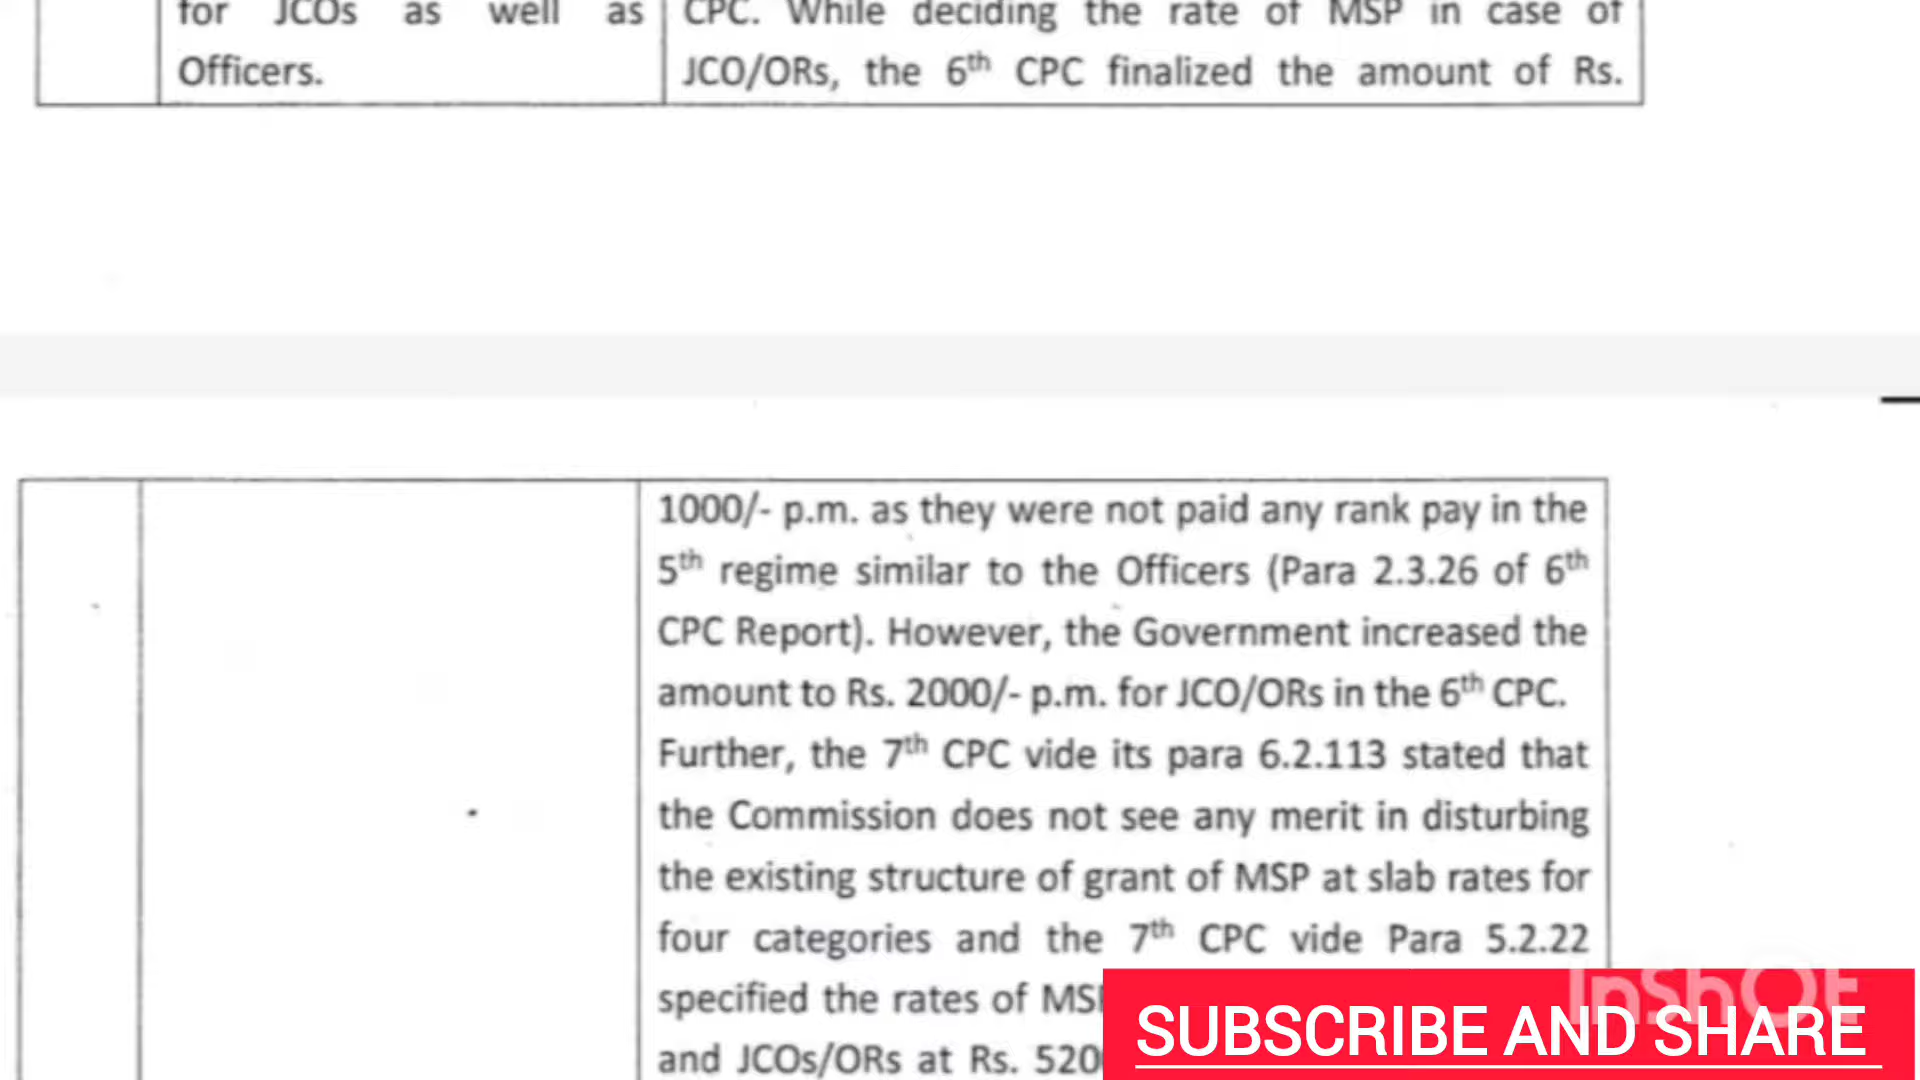 for JCOs as well as
Officers.
CPC. While deciding the rate of MSP in case of
JCO/ORs, the 6th CPC finalized the amount of Rs.
1000/- p.m. as they were not paid any rank pay in the
5th regime similar to the Officers (Para 2.3.26 of 6th
CPC Report). However, the Government increased the
amount to Rs. 2000/- p.m. for JCO/ORs in the 6th CPC.
Further, the 7th CPC vide its para 6.2.113 stated that
the Commission does not see any merit in disturbing
the existing structure of grant of MSP at slab rates for
four categories and the 7th CPC vide Para 5.2.22
specified the rates of
and JCOs/ORs at Rs.
InShOt
SUBSCRIBE AND SHARE